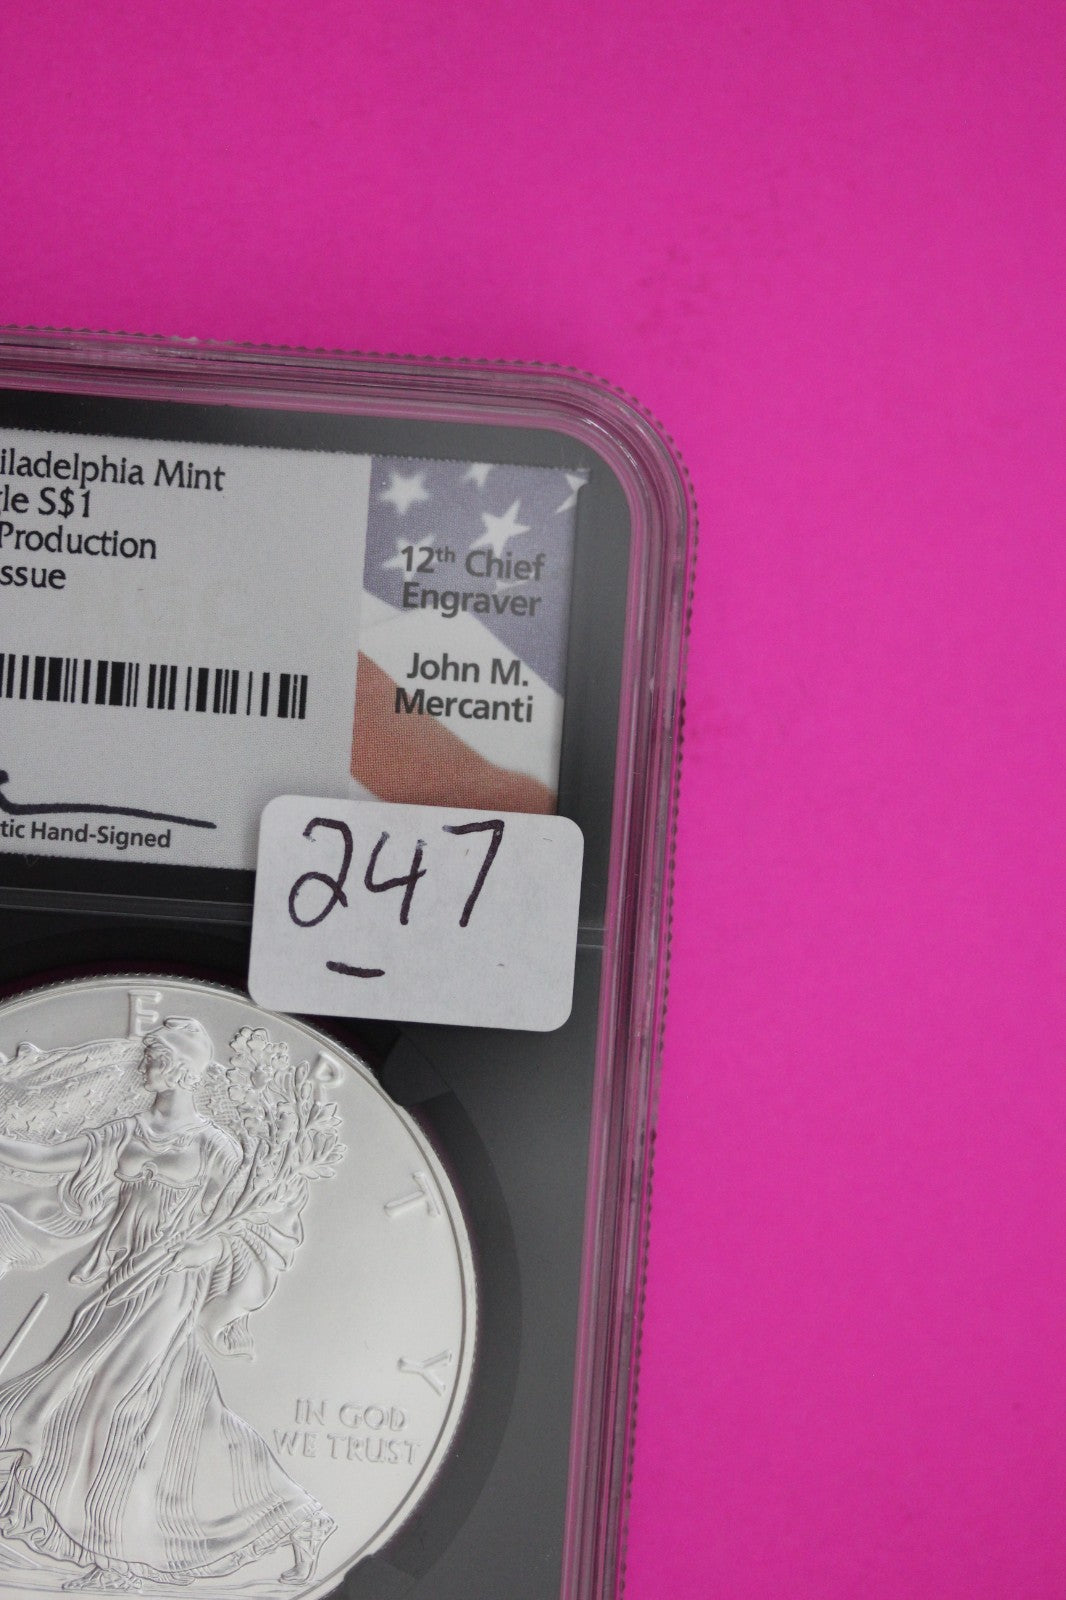 iladelphia Mint
gle S$1
Production
ssue
12th Chief
Engraver
John M.
Mercanti
tic Hand-Signed
247
E R T Y
IN GOD
WE TRUST